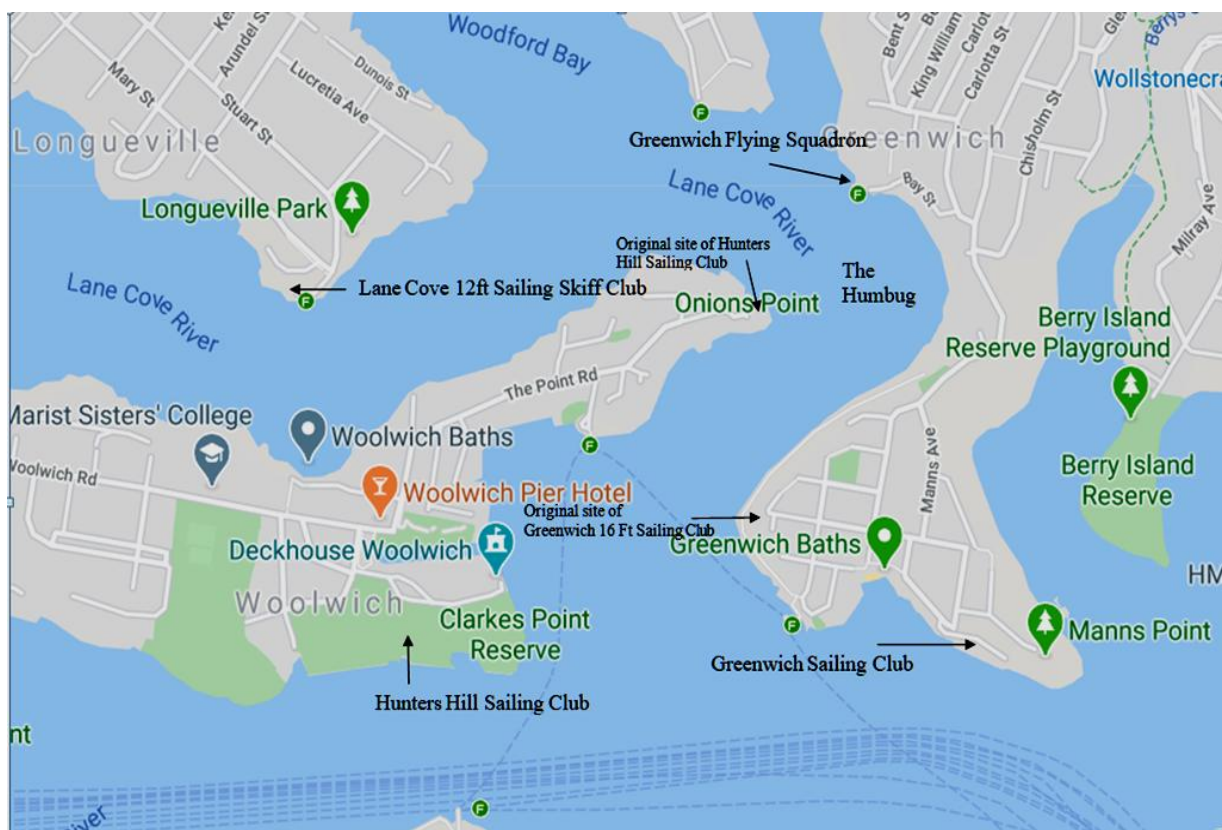 Woodford Bay
Arundel St
Mary St
Stuart St
Lucretia Ave
Dunois St
Longueville
Bent S
King William
Carlotta St
Chisholm St
Wollstonecra
Greenwich
Greenwich Flying Squadron
F
F
Bay St
Lane Cove
River
Milray Ave
Longueville Park
Original site of Hunters
Hill Sailing Club
The
Humbug
Lane Cove
River
F
Lane Cove 12ft Sailing Skiff Club
Onions Point
Berry Island
Reserve Playground
The Point Rd
Marist Sisters' College
Woolwich Baths
F
Manns Ave
Berry Island
Reserve
Woolwich Rd
Woolwich Pier Hotel
Original site of
Greenwich 16 Ft Sailing Club
Deckhouse Woolwich
Greenwich Baths
HM
Woolwich
Clarkes Point
Reserve
F
Manns Point
Greenwich Sailing Club
Hunters Hill Sailing Club
nt
F
River